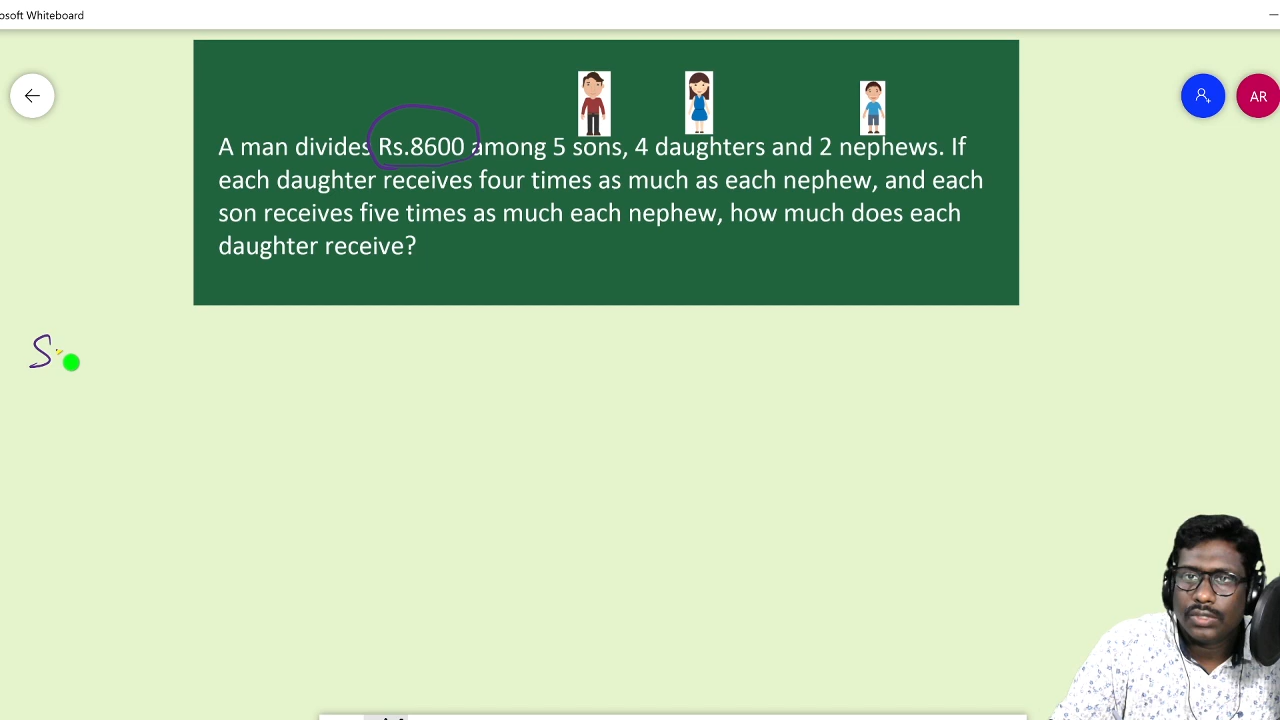 osoft Whiteboard
AR
A man divides Rs.8600 among 5 sons, 4 daughters and 2 nephews. If
each daughter receives four times as much as each nephew, and each
son receives five times as much each nephew, how much does each
daughter receive?
S